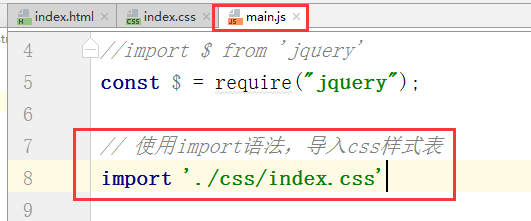 index.html × index.css × main.js ×
4 //import $ from 'jquery'
5 const $ = require("jquery");
6
7 // 使用import语法，导入css样式表
8 import './css/index.css'